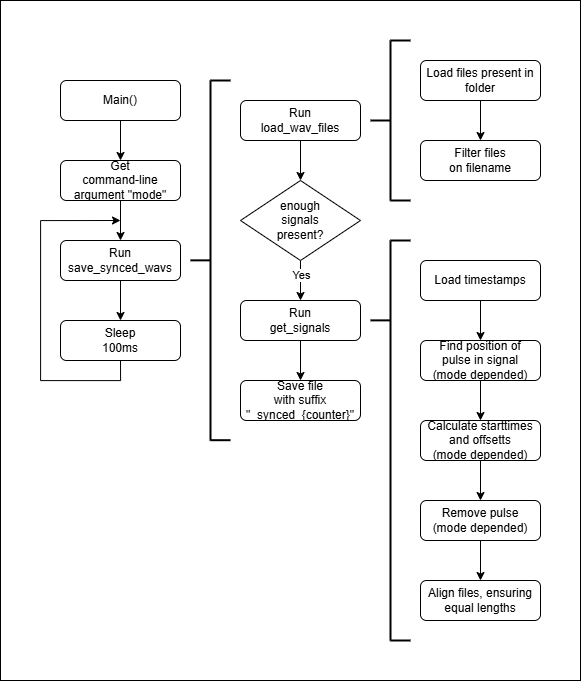 Main()
Get
command-line
argument "mode"
Run
save_synced_wavs
Sleep
100ms
Run
load_wav_files
enough
signals
present?
Yes
Run
get_signals
Save file
with suffix
"_synced_{counter}"
Load files present in
folder
Filter files
on filename
Load timestamps
Find position of
pulse in signal
(mode depended)
Calculate starttimes
and offsetts
(mode depended)
Remove pulse
(mode depended)
Align files, ensuring
equal lengths